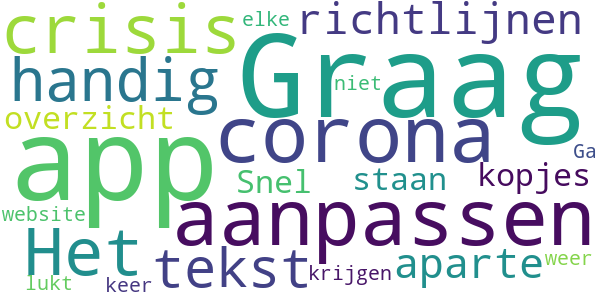 crisis elke richtlijnen
handig Graag
niet
overzicht corona Ga
app Snel staan kopjes
website aanpassen
Het tekst aparte weer
lukt keer krijgen